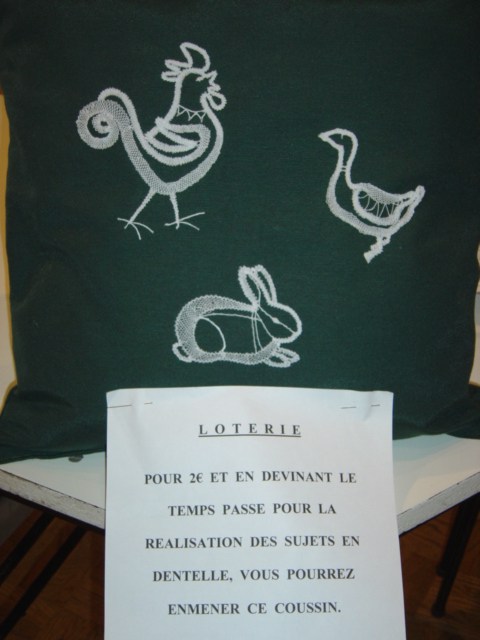 LOTERIE
POUR 2€ ET EN DEVINANT LE
TEMPS PASSE POUR LA
REALISATION DES SUJETS EN
DENTELLE, VOUS POURREZ
ENMENER CE COUSSIN.